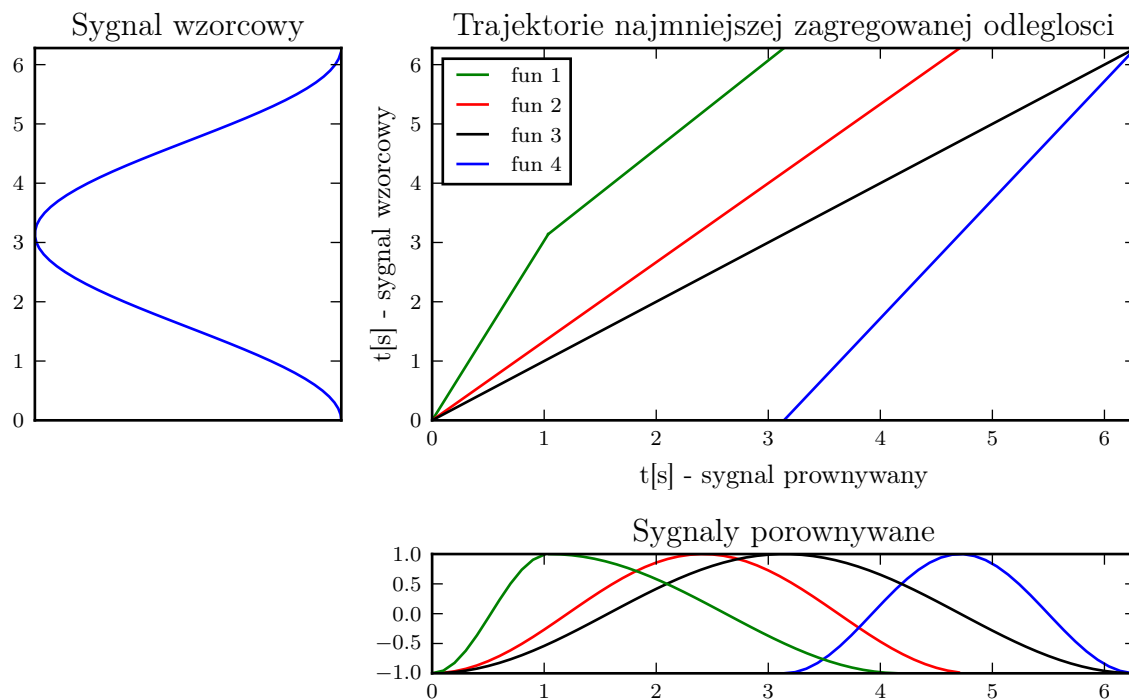 Sygnal wzorcowy
6
5
4
3
2
1
0
Trajektorie najmniejszej zagregowanej odleglosci
fun 1
fun 2
fun 3
fun 4
t[s] - sygnal wzorcowy
6
5
4
3
2
1
0
0 1 2 3 4 5 6
t[s] - sygnal prownywany
Sygnaly porownywane
1.0
0.5
0.0
−0.5
−1.0
0 1 2 3 4 5 6